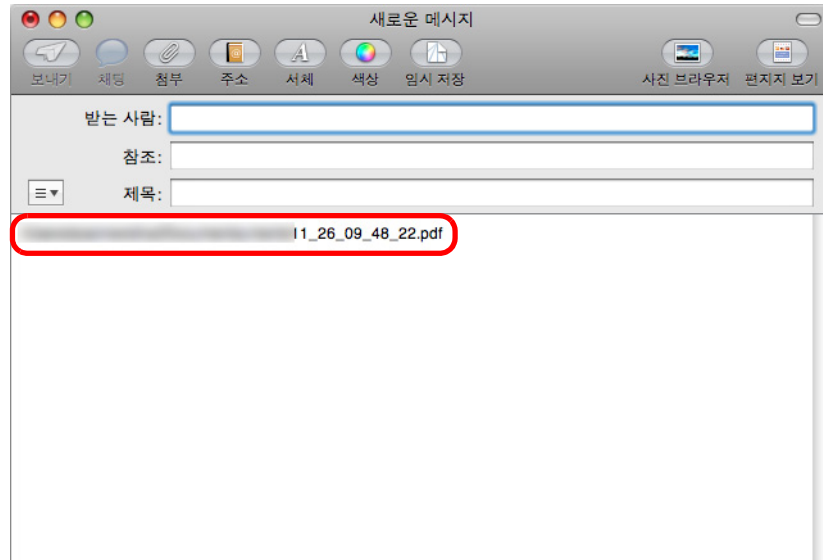 새로운 메시지
보내기 채팅 첨부 주소 서체 색상 임시 저장 사진 브라우저 편지지 보기
받는 사람:
참조:
제목:
11_26_09_48_22.pdf